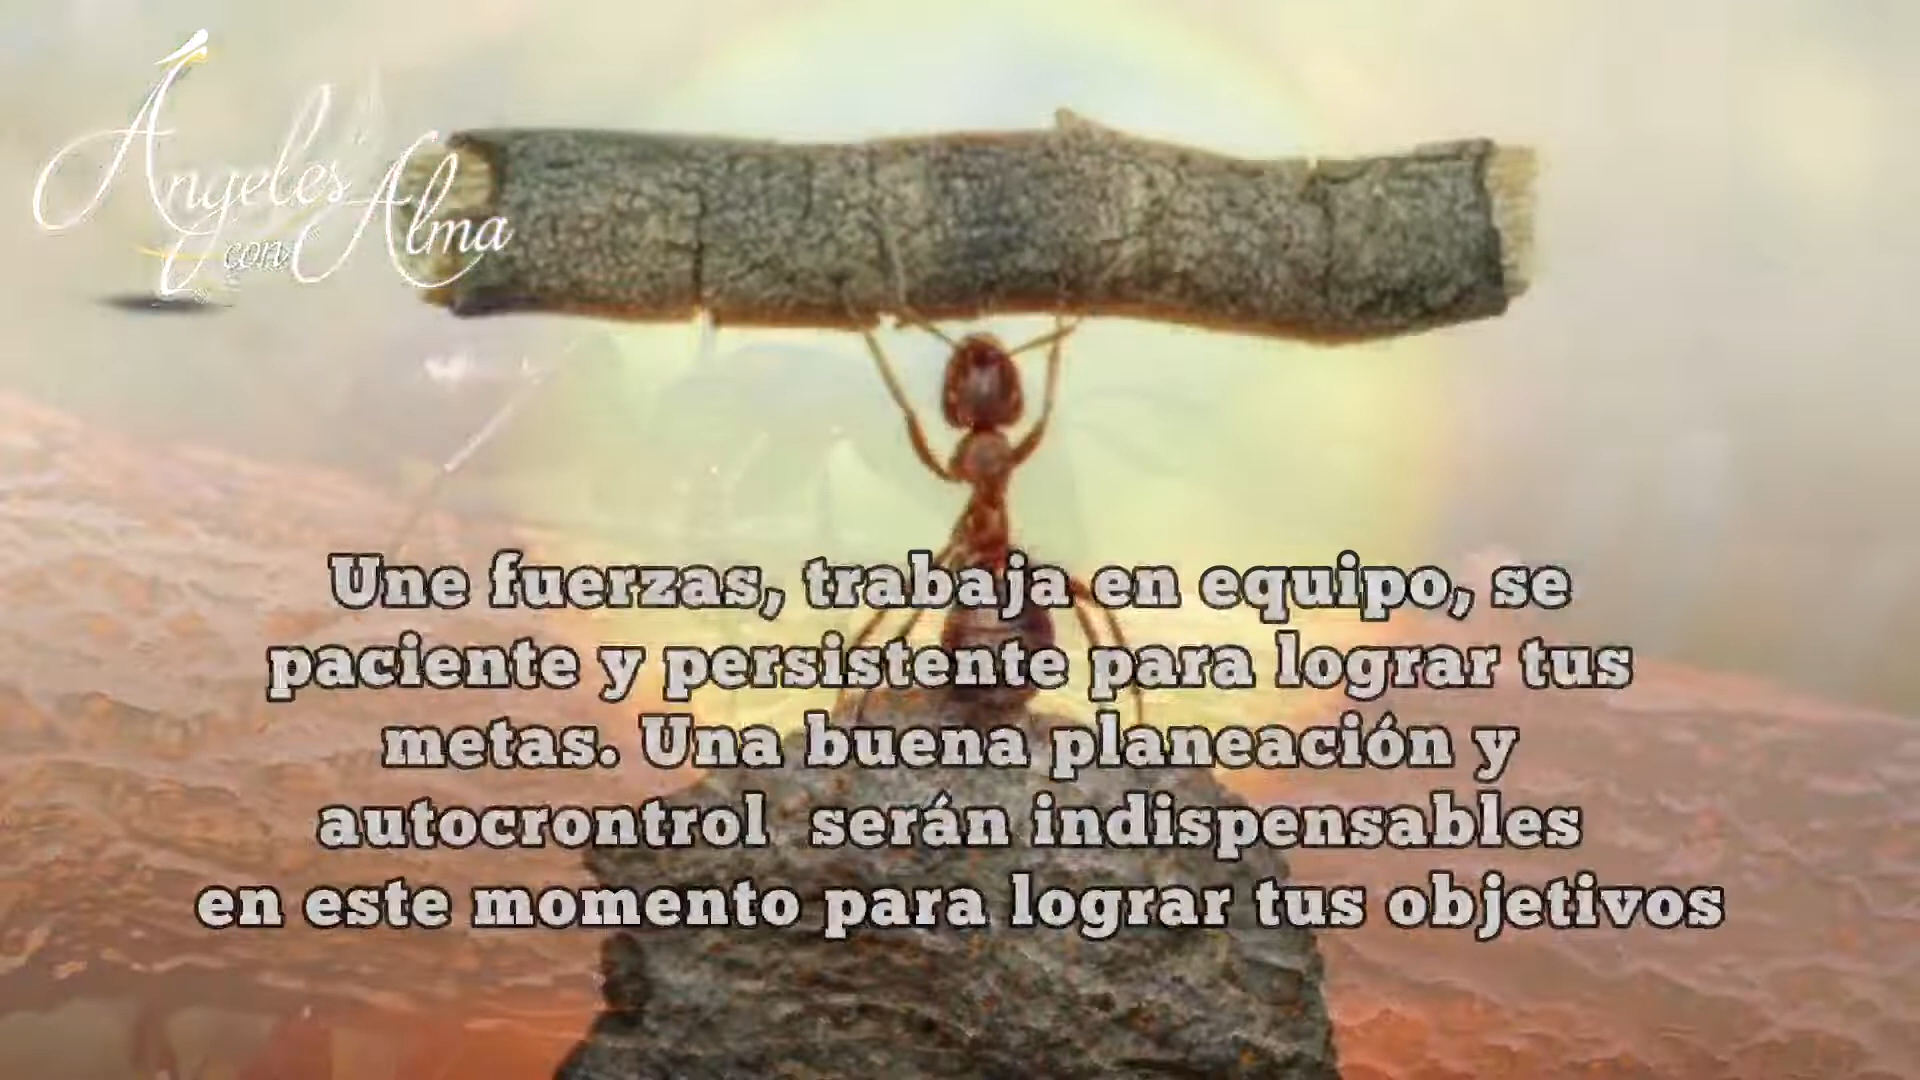 Ángeles
con Alma
Une fuerzas, trabaja en equipo, se
paciente y persistente para lograr tus
metas. Una buena planeación y
autocrontrol serán indispensables
en este momento para lograr tus objetivos